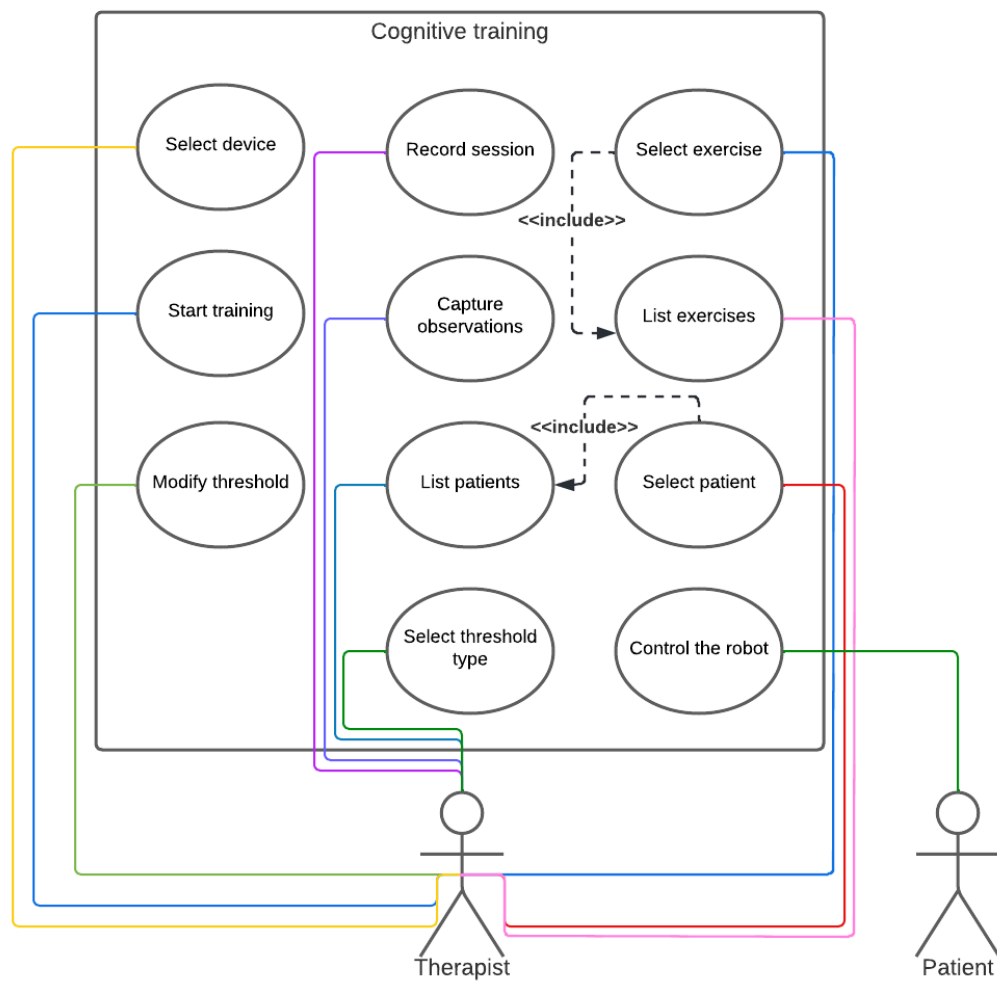 Cognitive training
Select device
Record session
Select exercise
<<include>>
Start training
Capture
observations
List exercises
<<include>>
Modify threshold
List patients
Select patient
Select threshold
type
Control the robot
Therapist
Patient